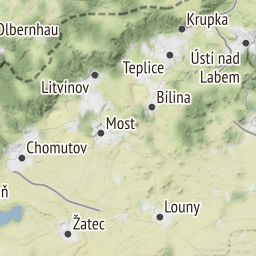 Krupka
Olbernhau
Teplice
Ústí nad
Labem
Litvínov
Bílina
Most
Chomutov
ň
Louny
Žatec